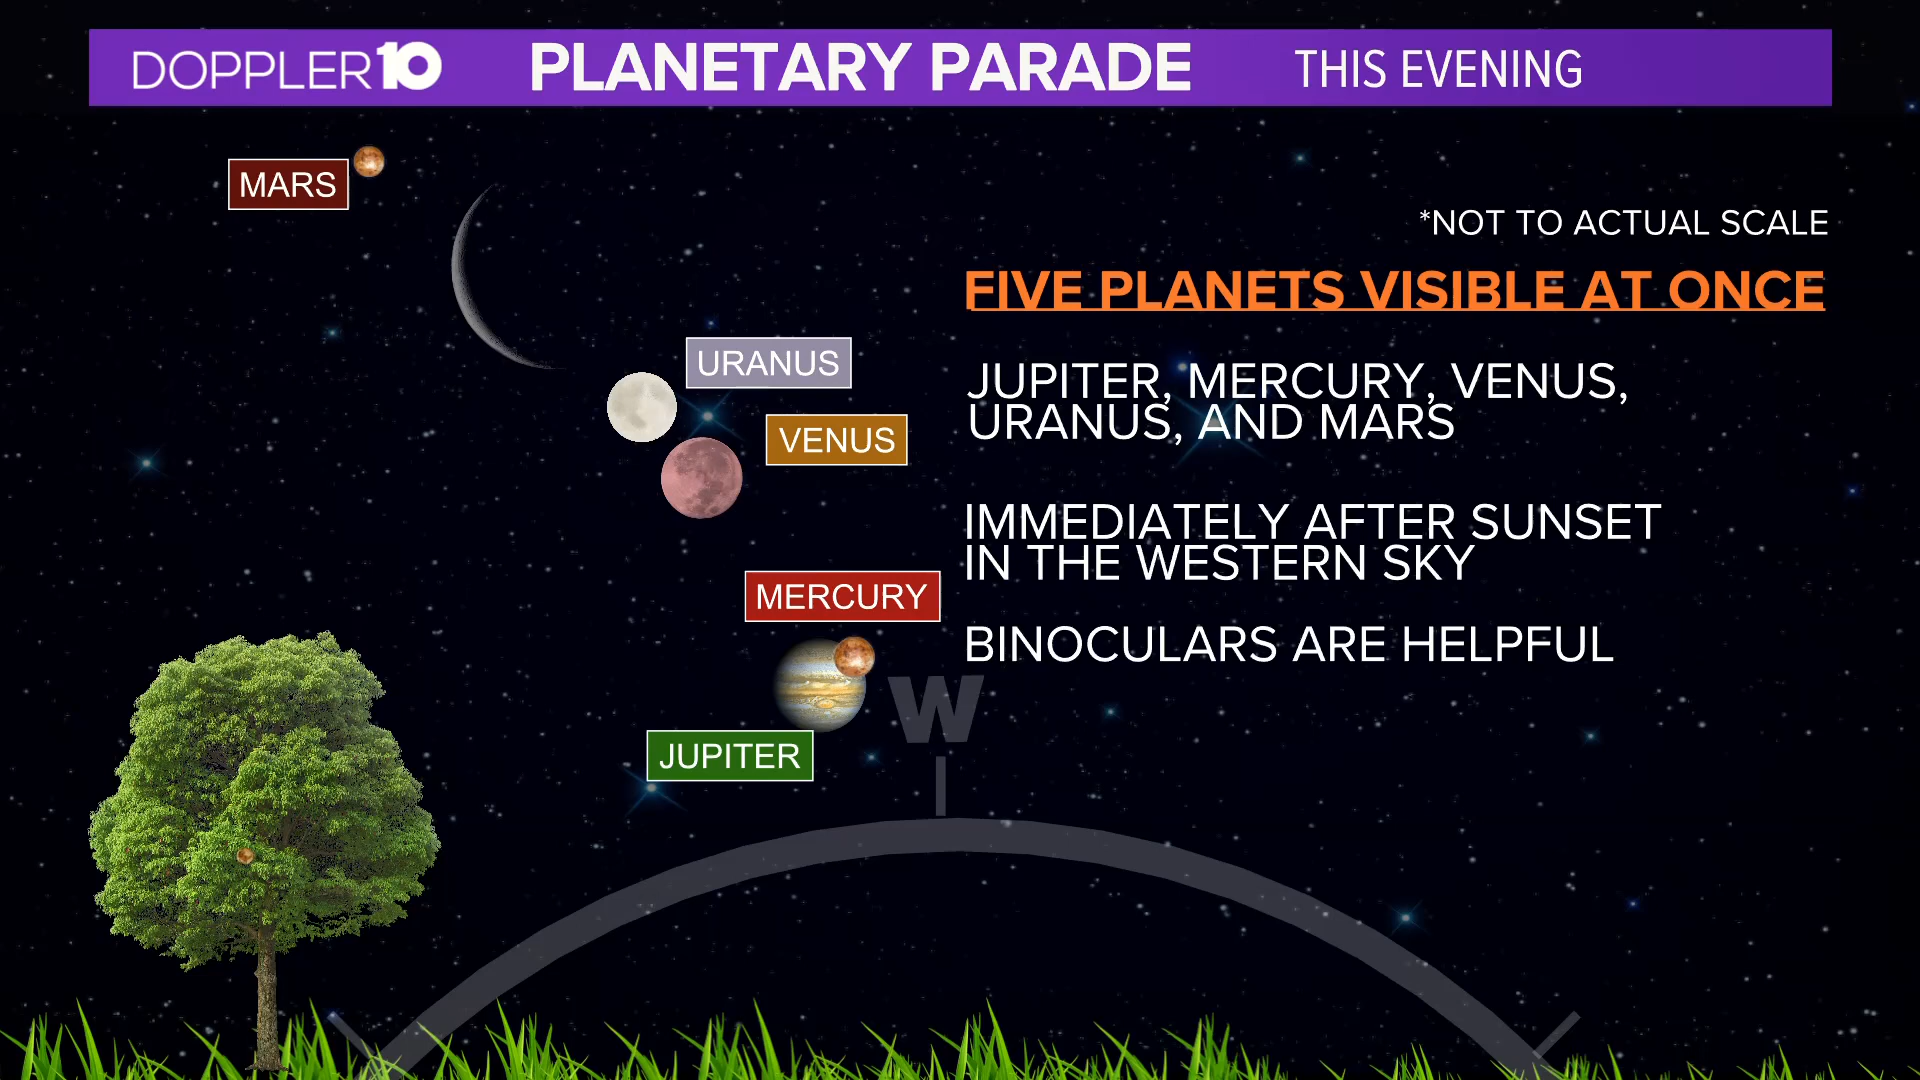 DOPPLER10 PLANETARY PARADE THIS EVENING
MARS
*NOT TO ACTUAL SCALE
FIVE PLANETS VISIBLE AT ONCE
URANUS
JUPITER, MERCURY, VENUS,
URANUS, AND MARS
VENUS
IMMEDIATELY AFTER SUNSET
IN THE WESTERN SKY
MERCURY
BINOCULARS ARE HELPFUL
W
JUPITER